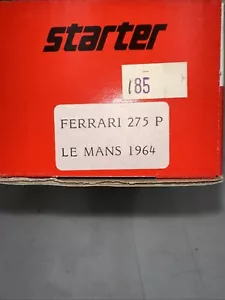 starter
185
FERRARI 275 P
LE MANS 1964